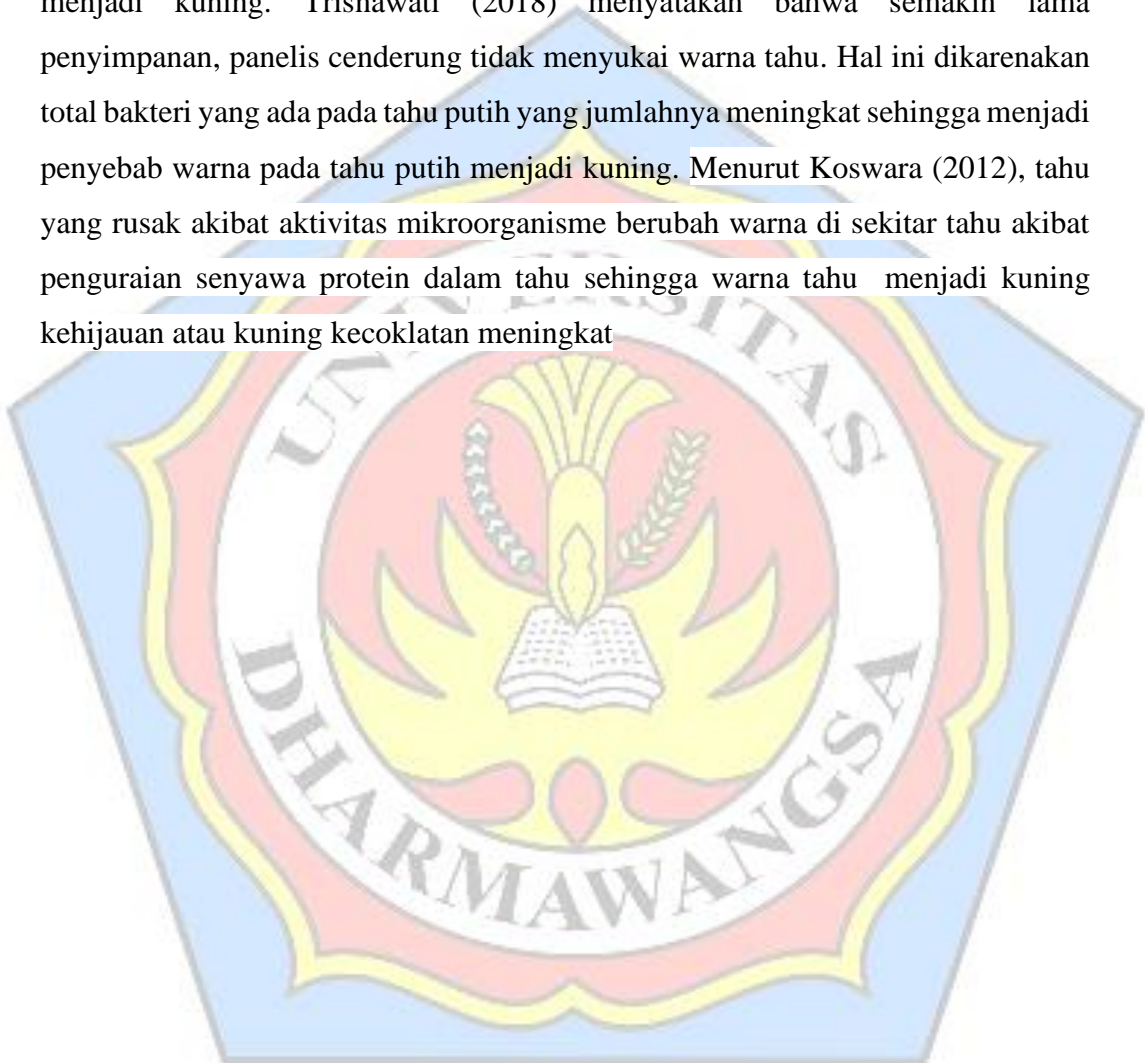 menjadi kuning. Trisnawati (2018) menyatakan bahwa semakin lama
penyimpanan, panelis cenderung tidak menyukai warna tahu. Hal ini dikarenakan
total bakteri yang ada pada tahu putih yang jumlahnya meningkat sehingga menjadi
penyebab warna pada tahu putih menjadi kuning. Menurut Koswara (2012), tahu
yang rusak akibat aktivitas mikroorganisme berubah warna di sekitar tahu akibat
penguraian senyawa protein dalam tahu sehingga warna tahu menjadi kuning
kehijauan atau kuning kecoklatan meningkat
UNIVERSITAS
DHARMAWANGSA